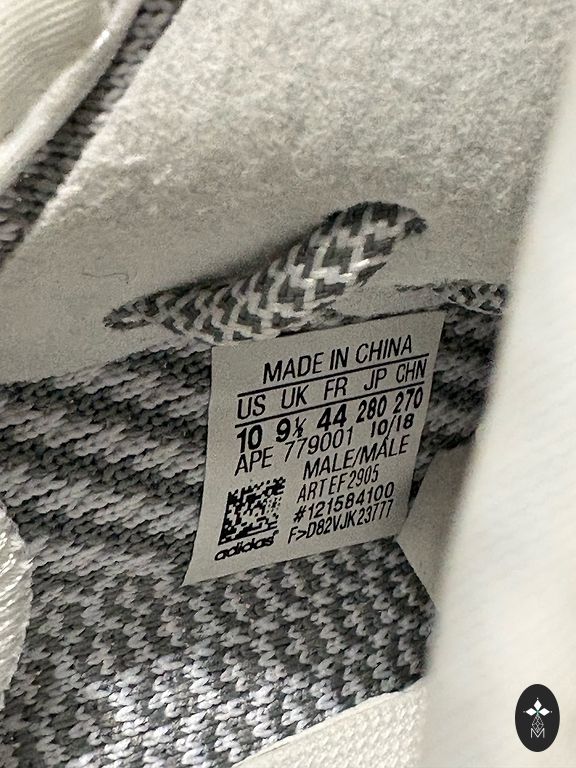 MADE IN CHINA
US UK FR JP CHN
10 9½ 44 280 270
APE 779001 10/18
MALE/MALE
ART EF2905
#121584100
F>D82VJK23777
adidas
M